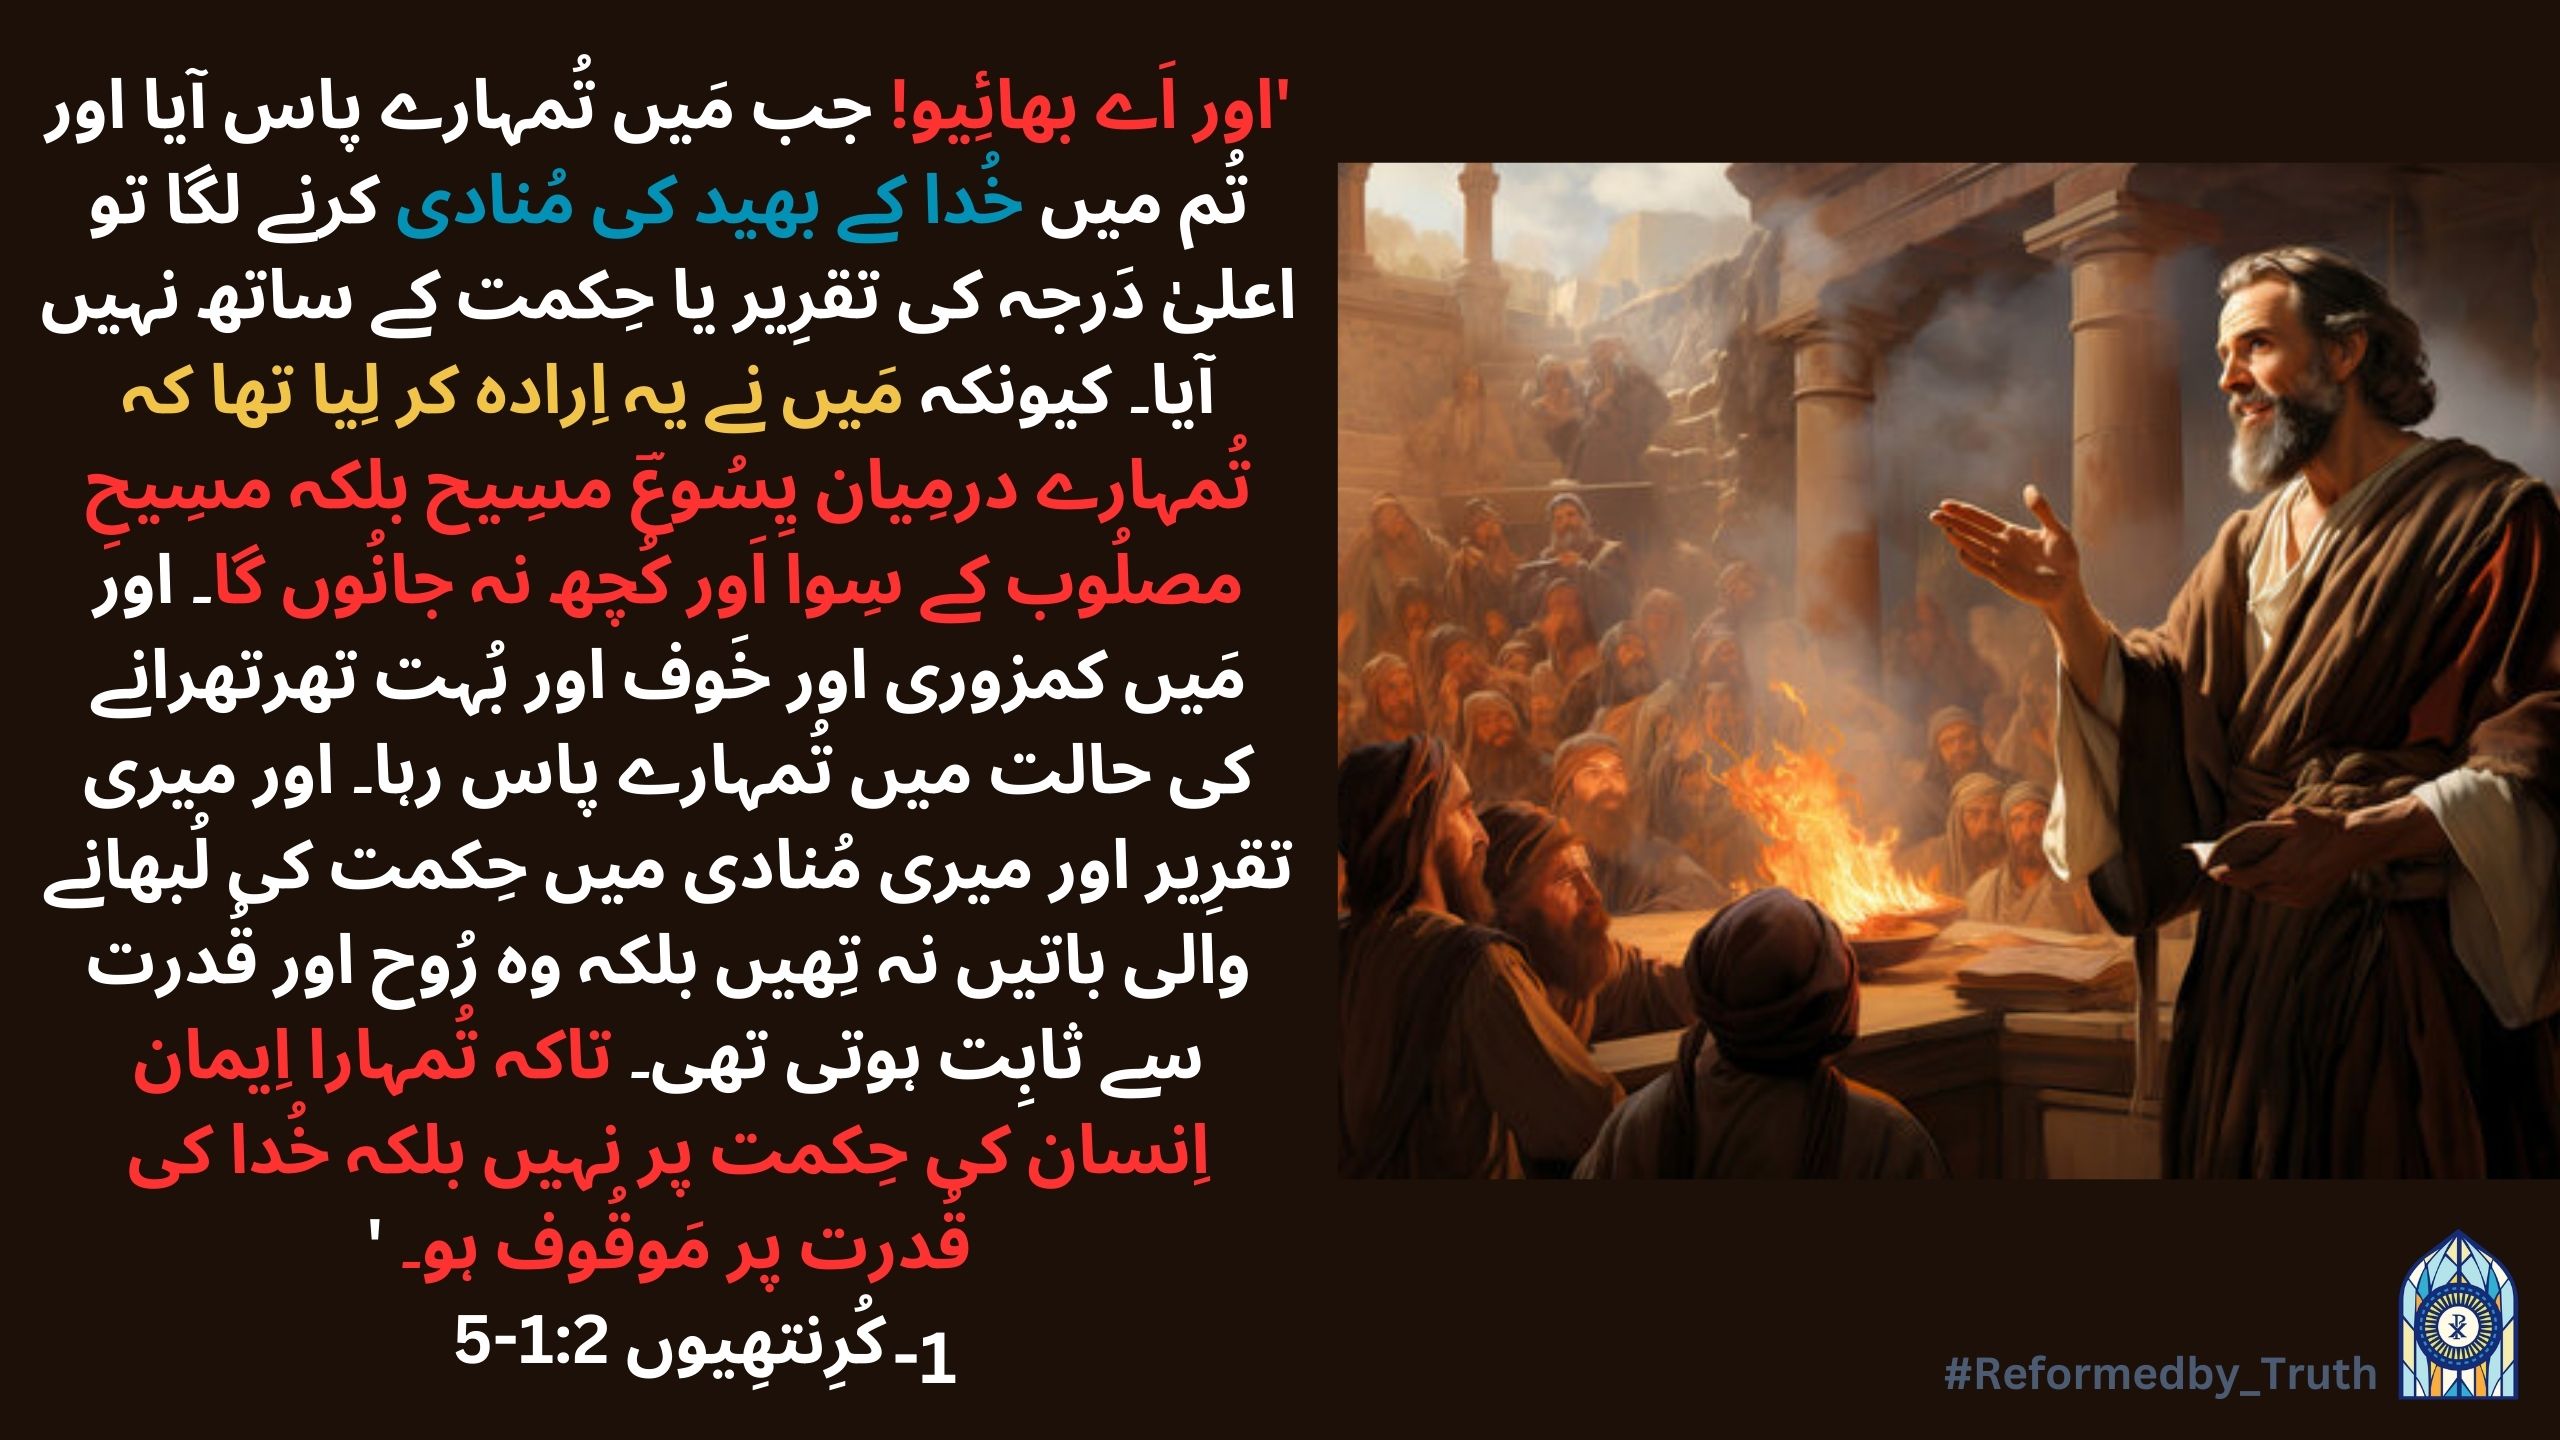 'اور اَے بھائِیو! جب مَیں تُمہارے پاس آیا اور
تُم میں خُدا کے بھید کی مُنادی کرنے لگا تو
اعلیٰ دَرجہ کی تقرِیر یا حِکمت کے ساتھ نہیں
آیا۔ کیونکہ مَیں نے یہ اِرادہ کر لِیا تھا کہ
تُمہارے درمِیان یِسُوعؔ مسِیح بلکہ مسِیحِ
مصلُوب کے سِوا اَور کُچھ نہ جانُوں گا۔ اور
مَیں کمزوری اور خَوف اور بُہت تھرتھرانے
کی حالت میں تُمہارے پاس رہا۔ اور میری
تقرِیر اور میری مُنادی میں حِکمت کی لُبھانے
والی باتیں نہ تِھیں بلکہ وہ رُوح اور قُدرت
سے ثابِت ہوتی تھی۔ تاکہ تُمہارا اِیمان
اِنسان کی حِکمت پر نہیں بلکہ خُدا کی
قُدرت پر مَوقُوف ہو۔ '
1-کُرِنتھِیوں 1:2-5
#Reformedby_Truth